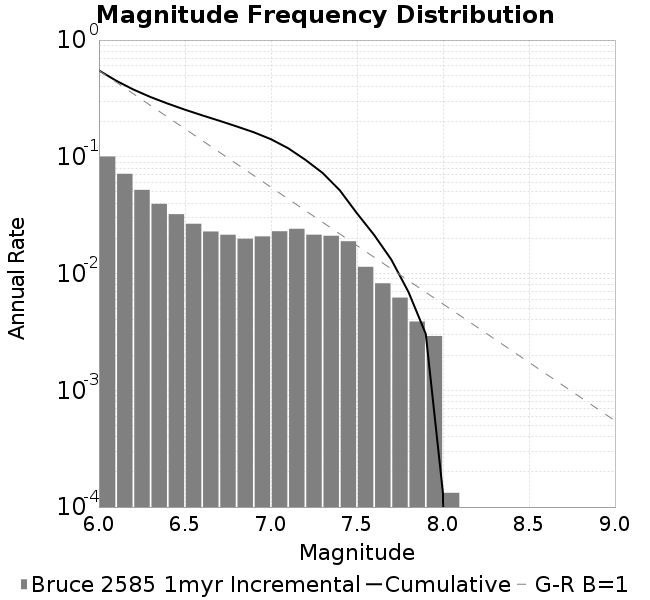 Magnitude Frequency Distribution
10^0
10^-1
10^-2
10^-3
10^-4
Annual Rate
6.0 6.5 7.0 7.5 8.0 8.5 9.0
Magnitude
Bruce 2585 1myr Incremental Cumulative G-R B=1